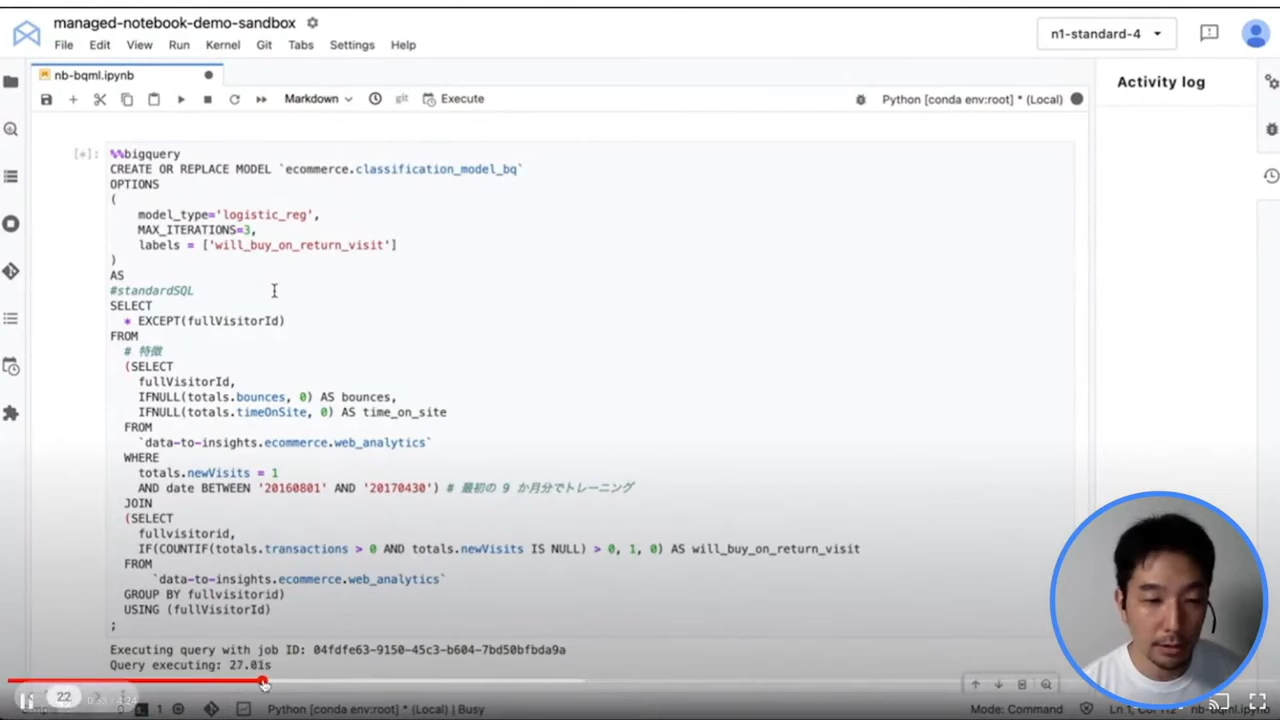 managed-notebook-demo-sandbox
n1-standard-4
File Edit View Run Kernel Git Tabs Settings Help
nb-bqml.ipynb
Activity log
Markdown git Execute
Python [conda env:root] * (Local)
[*]:
%%bigquery
CREATE OR REPLACE MODEL `ecommerce.classification_model_bq`
OPTIONS
(
model_type='logistic_reg',
MAX_ITERATIONS=3,
labels = ['will_buy_on_return_visit']
)
AS
#standardSQL
SELECT
* EXCEPT(fullVisitorId)
FROM
# 特徴
(SELECT
fullVisitorId,
IFNULL(totals.bounces, 0) AS bounces,
IFNULL(totals.timeOnSite, 0) AS time_on_site
FROM
`data-to-insights.ecommerce.web_analytics`
WHERE
totals.newVisits = 1
AND date BETWEEN '20160801' AND '20170430') # 最初の 9 か月分でトレーニング
JOIN
(SELECT
fullvisitorid,
IF(COUNTIF(totals.transactions > 0 AND totals.newVisits IS NULL) > 0, 1, 0) AS will_buy_on_return_visit
FROM
`data-to-insights.ecommerce.web_analytics`
GROUP BY fullvisitorid)
USING (fullVisitorId)
;
Executing query with job ID: 04fdfe63-9150-45c3-b604-7bd50bfbda9a
Query executing: 27.01s
22
1
Python [conda env:root] * (Local) | Busy
Mode: Command